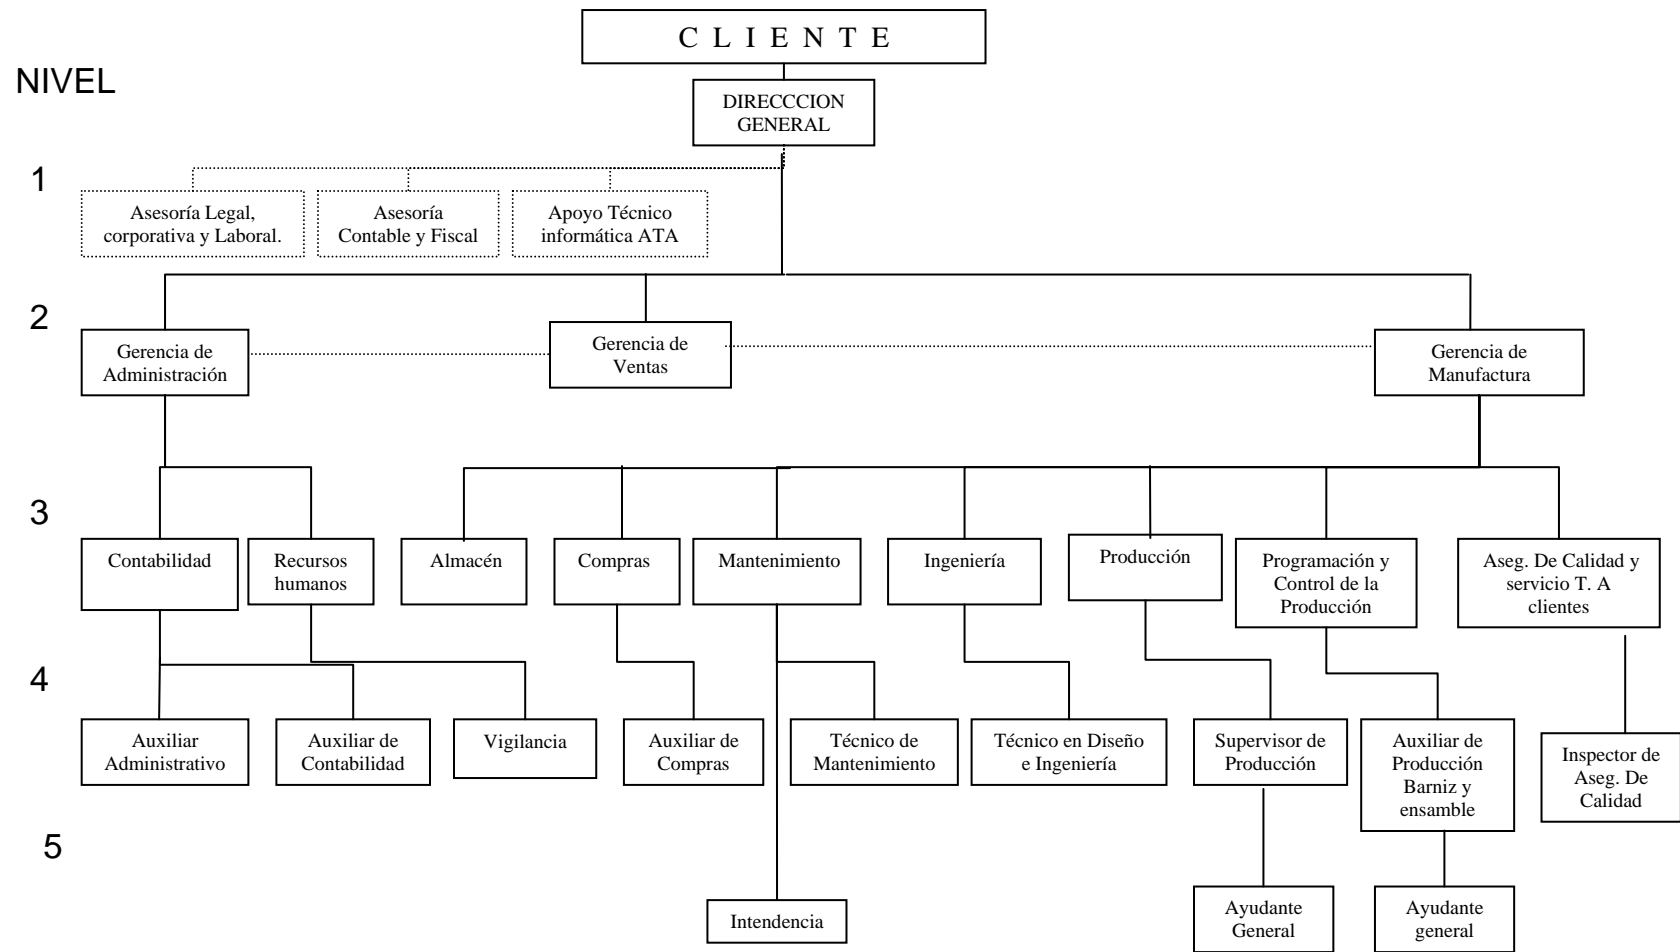 C L I E N T E
NIVEL
DIRECCCION
GENERAL
1
Asesoría Legal,
corporativa y Laboral.
Asesoría
Contable y Fiscal
Apoyo Técnico
informática ATA
2
Gerencia de
Administración
Gerencia de
Ventas
Gerencia de
Manufactura
3
Contabilidad
Recursos
humanos
Almacén
Compras
Mantenimiento
Ingeniería
Producción
Programación y
Control de la
Producción
Aseg. De Calidad y
servicio T. A
clientes
4
Auxiliar
Administrativo
Auxiliar de
Contabilidad
Vigilancia
Auxiliar de
Compras
Técnico de
Mantenimiento
Técnico en Diseño
e Ingeniería
Supervisor de
Producción
Auxiliar de
Producción
Barniz y
ensamble
Inspector de
Aseg. De
Calidad
5
Intendencia
Ayudante
General
Ayudante
general